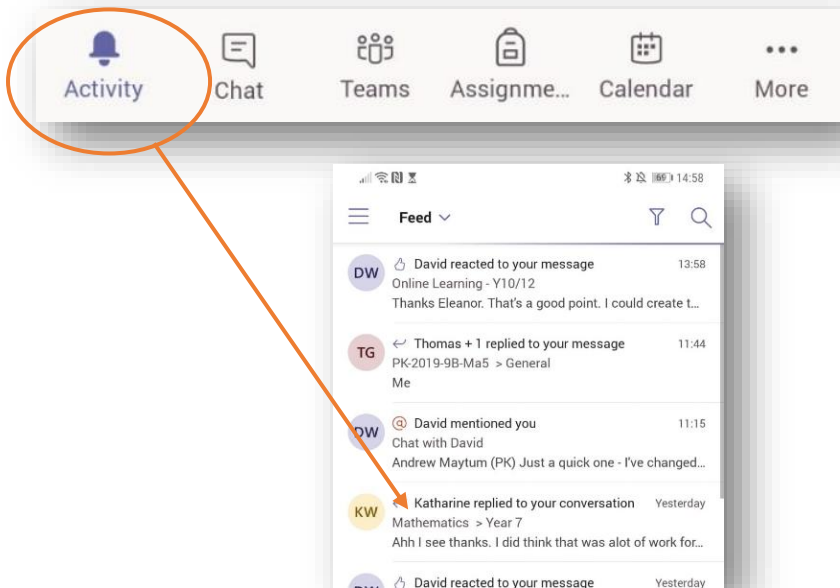 Activity Chat Teams Assignme... Calendar More
69 14:58
Feed
DW David reacted to your message 13:58
Online Learning - Y10/12
Thanks Eleanor. That's a good point. I could create t...
TG Thomas + 1 replied to your message 11:44
PK-2019-9B-Ma5 > General
Me
DW @ David mentioned you 11:15
Chat with David
Andrew Maytum (PK) Just a quick one - I've changed...
KW Katharine replied to your conversation Yesterday
Mathematics > Year 7
Ahh I see thanks. I did think that was alot of work for...
DW David reacted to your message Yesterday